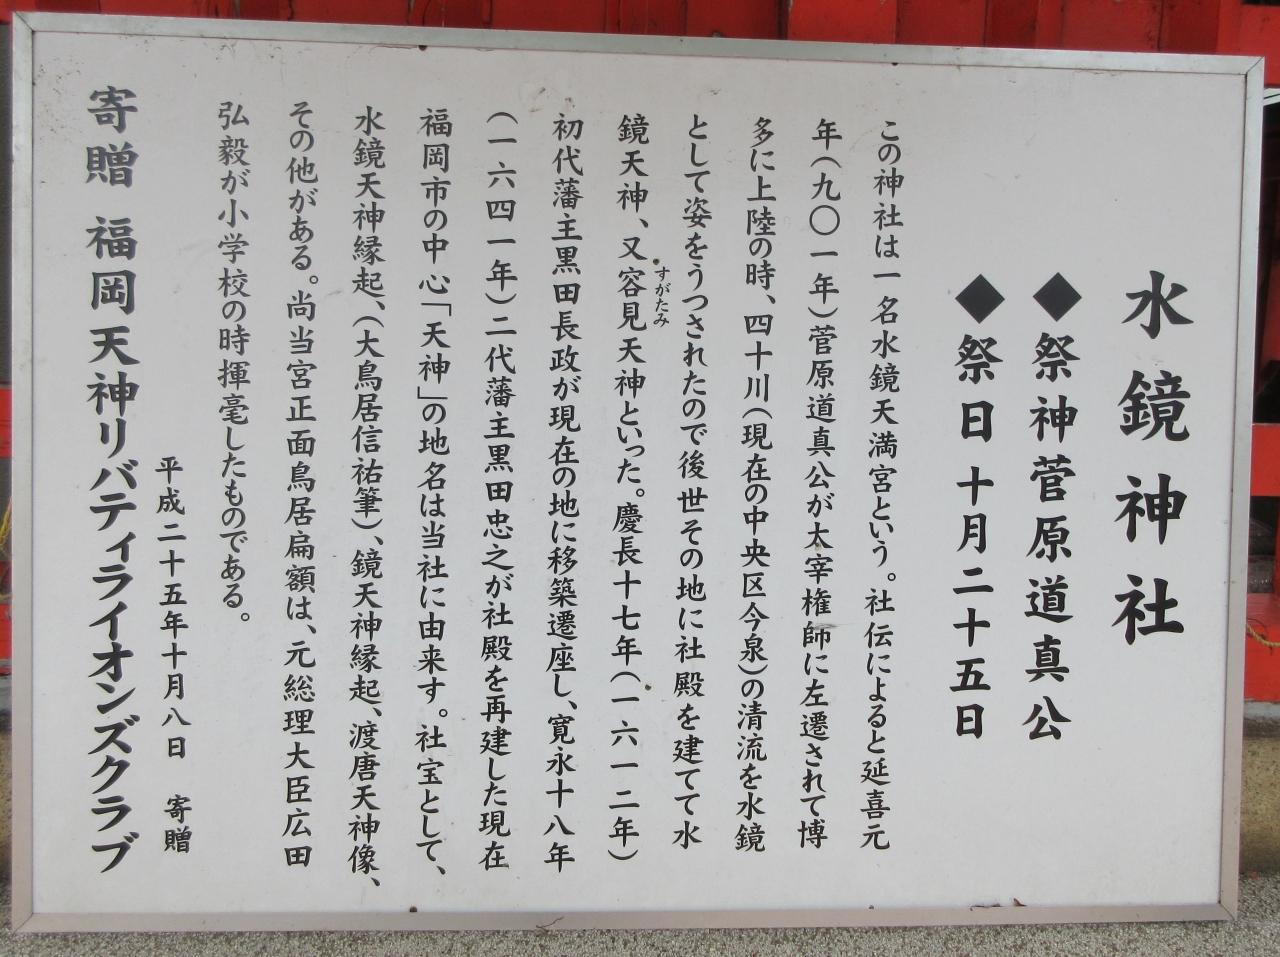 水鏡神社
◆祭神菅原道真公
◆祭日十月二十五日
この神社は一名水鏡天満宮という。社伝によると延喜元
年(九〇一年)菅原道真公が太宰権師に左遷されて博
多に上陸の時、四十川(現在の中央区今泉)の清流を水鏡
として姿をうつされたので後世その地に社殿を建てて水
鏡天神、又容見天神といった。慶長十七年(一六一二年)
すがたみ
初代藩主黒田長政が現在の地に移築遷座し、寛永十八年
(一六四一年)二代藩主黒田忠之が社殿を再建した現在
福岡市の中心「天神」の地名は当社に由来す。社宝として、
水鏡天神縁起、(大鳥居信祐筆)、鏡天神縁起、渡唐天神像、
その他がある。尚当宮正面鳥居扁額は、元総理大臣広田
弘毅が小学校の時揮毫したものである。
平成二十五年十月八日 寄贈
寄贈 福岡天神リバティライオンズクラブ